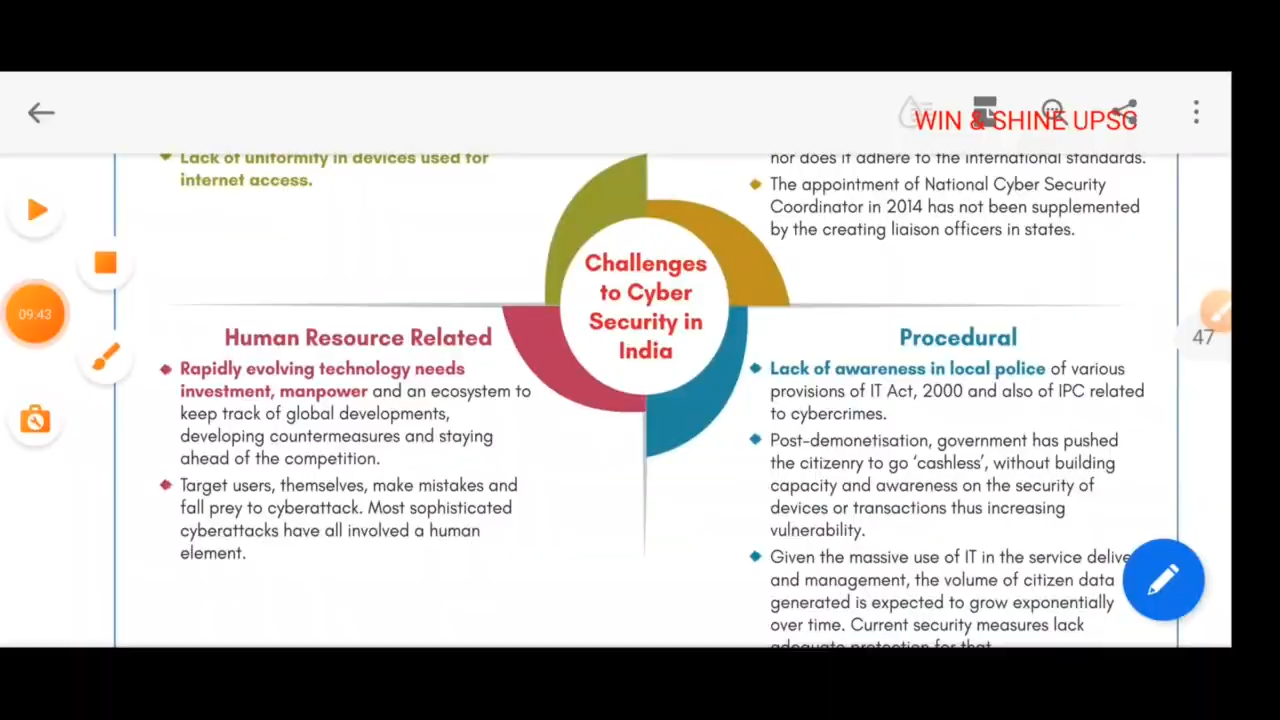 WIN & SHINE UPSC
Lack of uniformity in devices used for
internet access.
nor does it adhere to the international standards.
The appointment of National Cyber Security
Coordinator in 2014 has not been supplemented
by the creating liaison officers in states.
Challenges
to Cyber
Security in
India
09:43
47
Human Resource Related
Rapidly evolving technology needs
investment, manpower and an ecosystem to
keep track of global developments,
developing countermeasures and staying
ahead of the competition.
Target users, themselves, make mistakes and
fall prey to cyberattack. Most sophisticated
cyberattacks have all involved a human
element.
Procedural
Lack of awareness in local police of various
provisions of IT Act, 2000 and also of IPC related
to cybercrimes.
Post-demonetisation, government has pushed
the citizenry to go ‘cashless’, without building
capacity and awareness on the security of
devices or transactions thus increasing
vulnerability.
Given the massive use of IT in the service delive
and management, the volume of citizen data
generated is expected to grow exponentially
over time. Current security measures lack
adequate protection for that